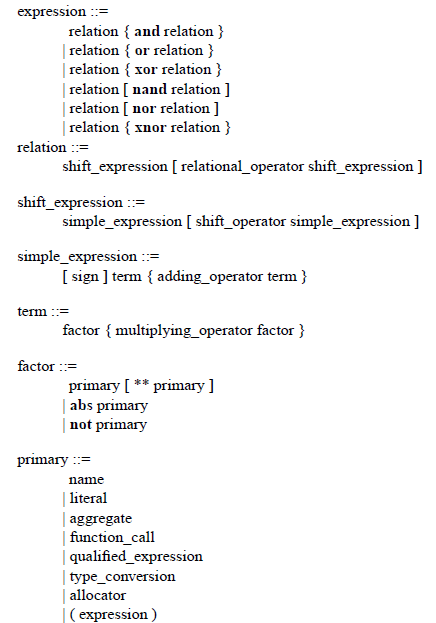 expression ::=
relation { and relation }
| relation { or relation }
| relation { xor relation }
| relation [ nand relation ]
| relation [ nor relation ]
| relation { xnor relation }
relation ::=
shift_expression [ relational_operator shift_expression ]
shift_expression ::=
simple_expression [ shift_operator simple_expression ]
simple_expression ::=
[ sign ] term { adding_operator term }
term ::=
factor { multiplying_operator factor }
factor ::=
primary [ ** primary ]
| abs primary
| not primary
primary ::=
name
| literal
| aggregate
| function_call
| qualified_expression
| type_conversion
| allocator
| ( expression )